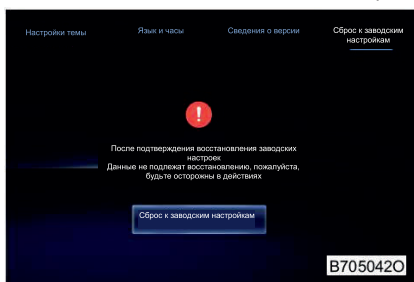 Настройки темы
Язык и часы
Сведения о версии
Сброс к заводским
настройкам
После подтверждения восстановления заводских
настроек
Данные не подлежат восстановлению, пожалуйста,
будьте осторожны в действиях
Сброс к заводским настройкам
B705042O